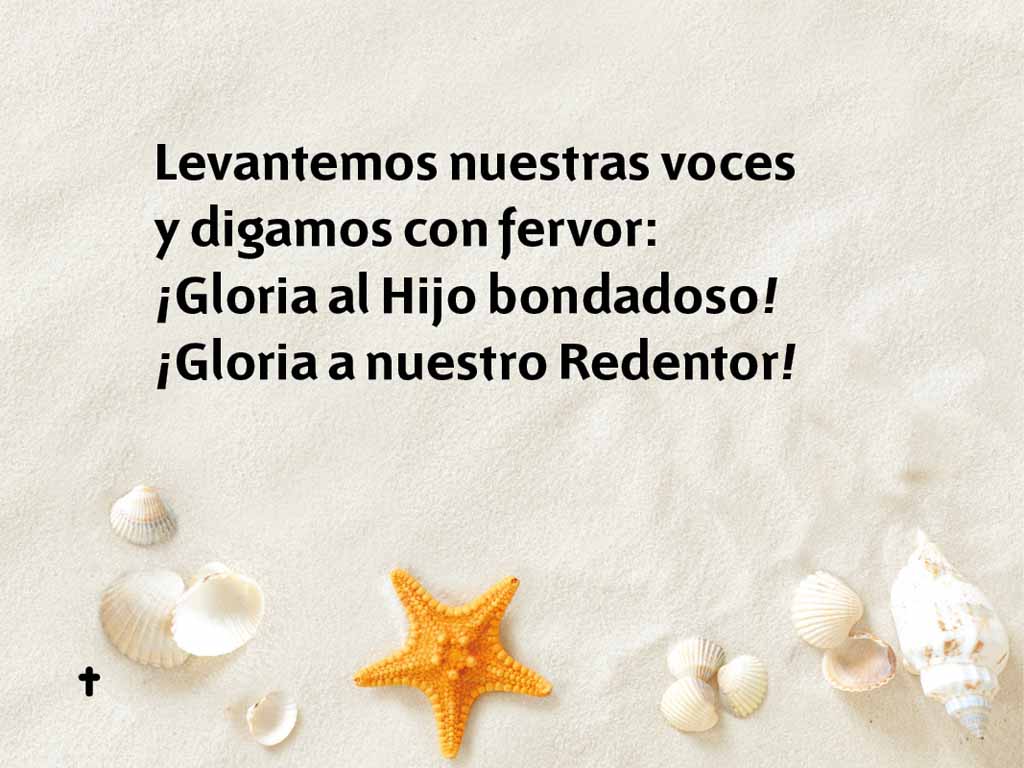 Levantemos nuestras voces
y digamos con fervor:
¡Gloria al Hijo bondadoso!
¡Gloria a nuestro Redentor!